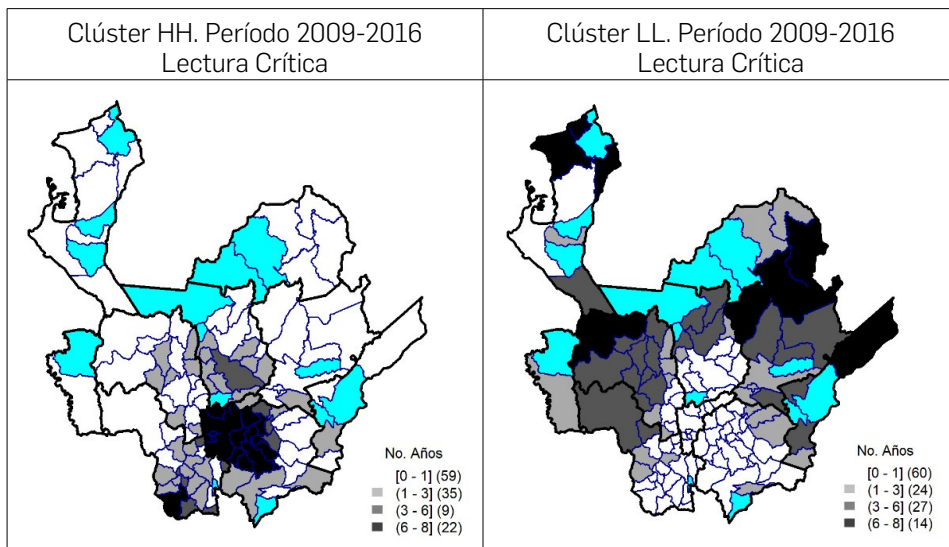 Clúster HH. Período 2009-2016
Lectura Crítica
Clúster LL. Período 2009-2016
Lectura Crítica
No. Años
[0 - 1] (59)
(1 - 3] (35)
(3 - 6] (9)
(6 - 8] (22)
No. Años
[0 - 1] (60)
(1 - 3] (24)
(3 - 6] (27)
(6 - 8] (14)